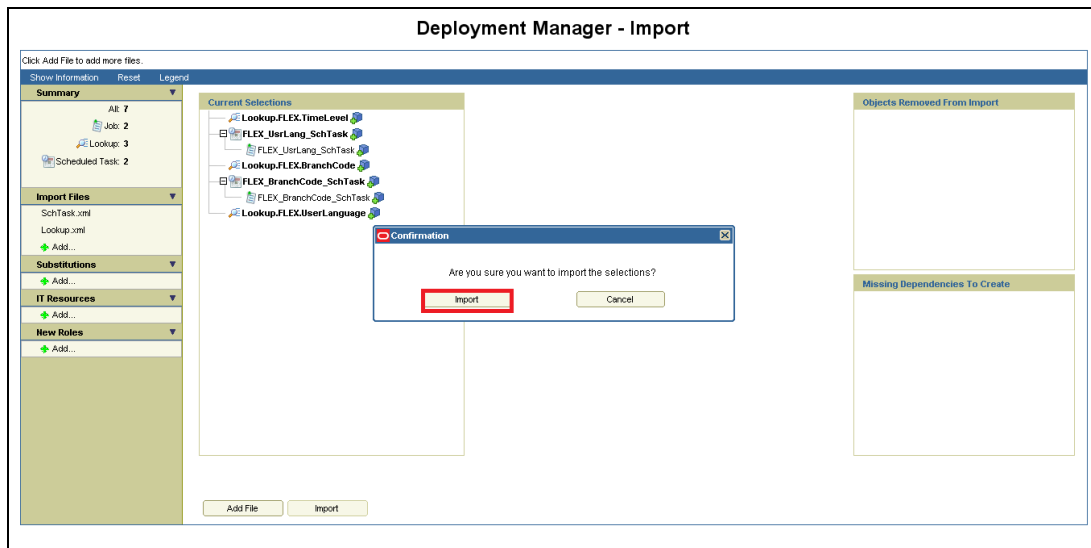 Deployment Manager - Import
Click Add File to add more files.
Show Information Reset Legend
Summary
All: 7
Job: 2
Lookup: 3
Scheduled Task: 2
Import Files
SchTask.xml
Lookup.xml
Add...
Substitutions
Add...
IT Resources
Add...
New Roles
Add...
Current Selections
Lookup.FLEX.TimeLevel
FLEX_UsrLang_SchTask
FLEX_UsrLang_SchTask
Lookup.FLEX.BranchCode
FLEX_BranchCode_SchTask
FLEX_BranchCode_SchTask
Lookup.FLEX.UserLanguage
Confirmation
Are you sure you want to import the selections?
Import Cancel
Objects Removed From Import
Missing Dependencies To Create
Add File Import